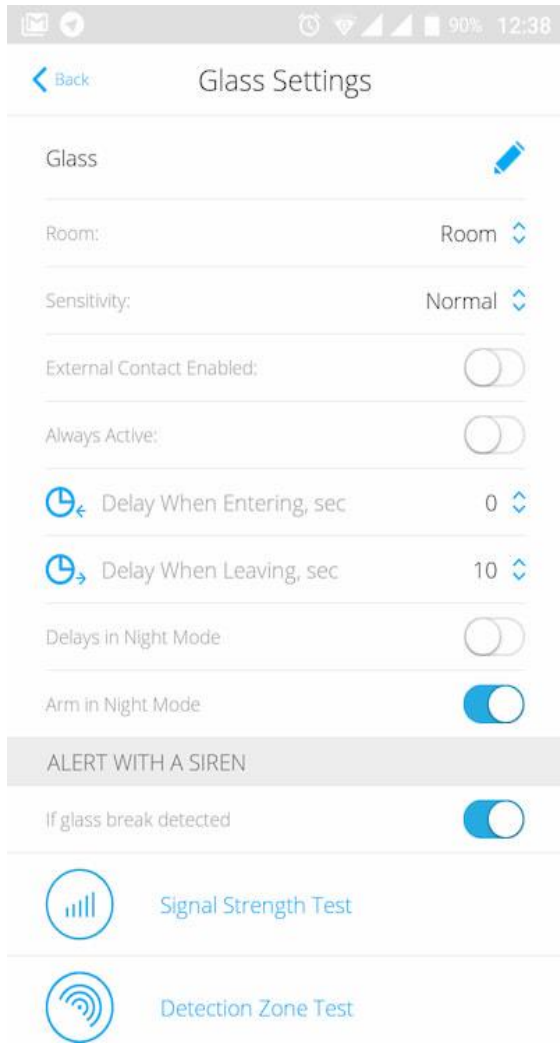 90% 12:38
Back Glass Settings
Glass
Room: Room
Sensitivity: Normal
External Contact Enabled:
Always Active:
Delay When Entering, sec 0
Delay When Leaving, sec 10
Delays in Night Mode
Arm in Night Mode
ALERT WITH A SIREN
If glass break detected
Signal Strength Test
Detection Zone Test